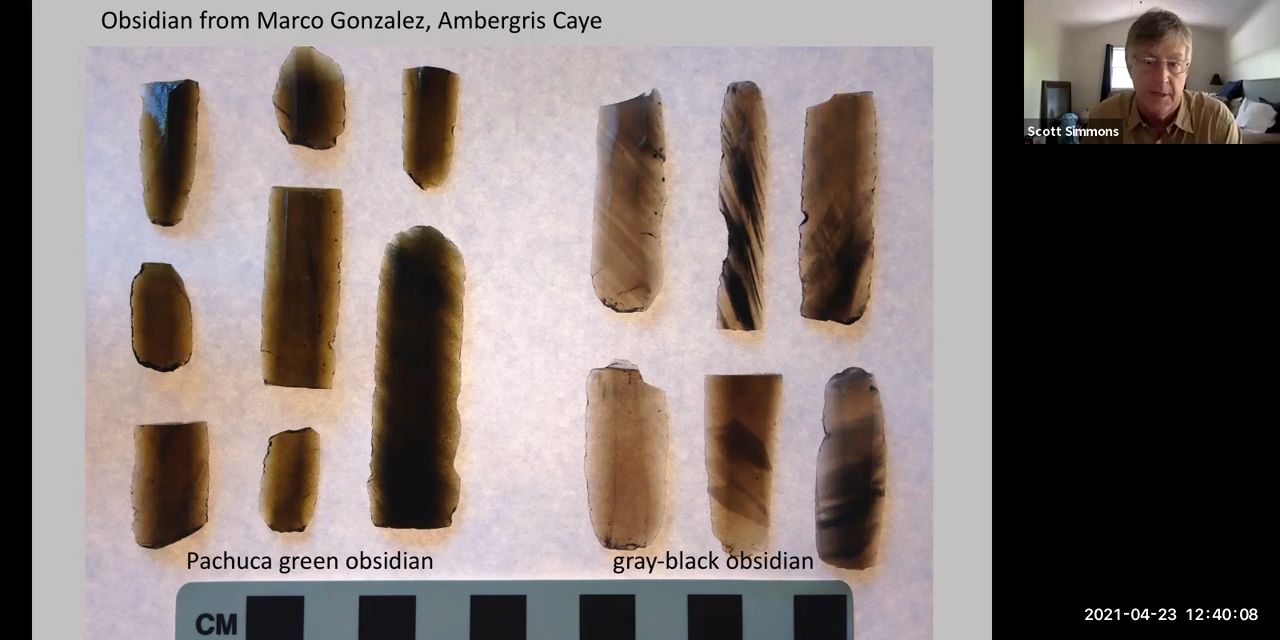 Obsidian from Marco Gonzalez, Ambergris Caye
Scott Simmons
Pachuca green obsidian
gray-black obsidian
CM
2021-04-23 12:40:08